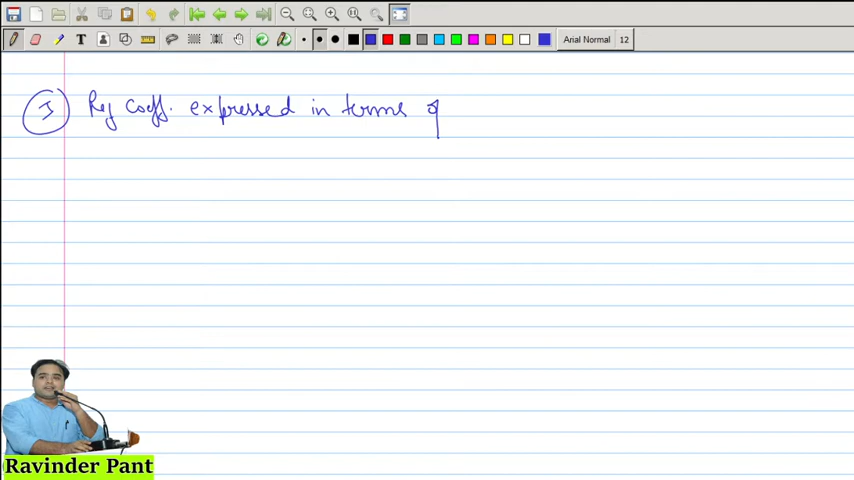 Arial Normal 12
I Reg Coeff. expressed in terms of
Ravinder Pant